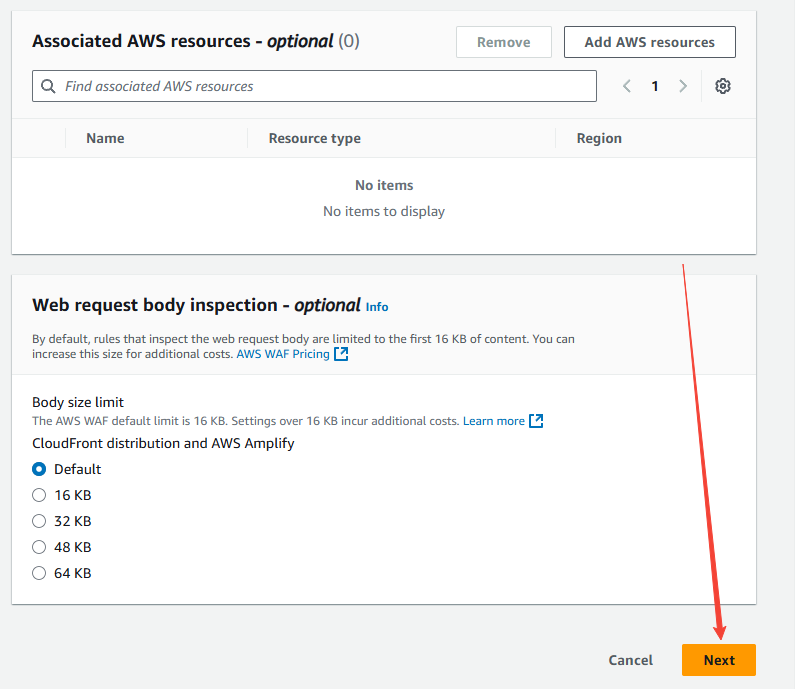 Associated AWS resources - optional (0)
Remove
Add AWS resources
Find associated AWS resources
1
Name
Resource type
Region
No items
No items to display
Web request body inspection - optional Info
By default, rules that inspect the web request body are limited to the first 16 KB of content. You can
increase this size for additional costs. AWS WAF Pricing
Body size limit
The AWS WAF default limit is 16 KB. Settings over 16 KB incur additional costs. Learn more
CloudFront distribution and AWS Amplify
Default
16 KB
32 KB
48 KB
64 KB
Cancel
Next